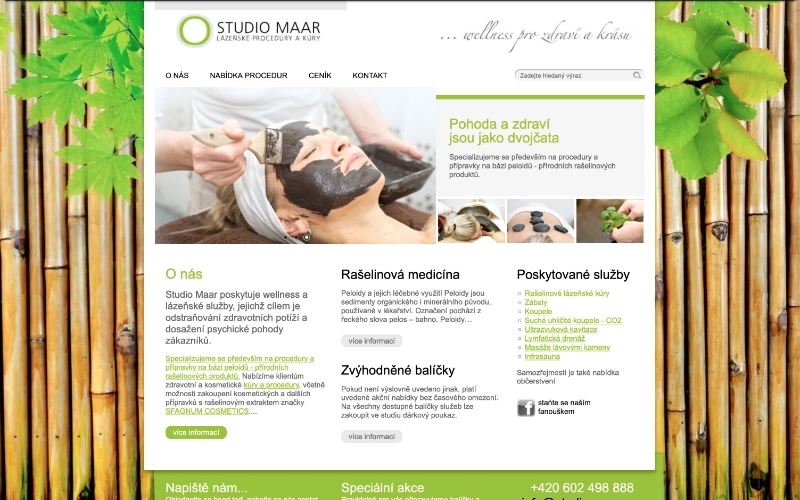 STUDIO MAAR
LÁZEŇSKÉ PROCEDURY A KÚRY
... wellness pro zdraví a krásu
O NÁS
NABÍDKA PROCEDUR
CENÍK
KONTAKT
Zadejte hledaný výraz
Pohoda a zdraví
jsou jako dvojčata
Specializujeme se především na procedury a
přípravky na bázi peloidů - přírodních rašelinových
produktů.
O nás
Studio Maar poskytuje wellness a
lázeňské služby, jejichž cílem je
odstraňování zdravotních potíží a
dosažení psychické pohody
zákazníků.
Specializujeme se především na procedury a
přípravky na bázi peloidů - přírodních
rašelinových produktů. Nabízíme klientům
zdravotní a kosmetické kúry a procedury, včetně
možnosti zakoupení kosmetických a dalších
přípravků s rašelinovým extraktem značky
SFAGNUM COSMETICS....
více informací
Rašelinová medicína
Peloidy a jejich léčebné využití Peloidy jsou
sedimenty organického i minerálního původu,
používané v lékařství. Označení pochází z
řeckého slova pelos – bahno. Peloidy…
více informací
Zvýhodněné balíčky
Pokud není výslovně uvedeno jinak, platí
uvedené akční nabídky bez časového omezení.
Na všechny dostupné balíčky služeb lze
zakoupit ve studiu dárkový poukaz.
více informací
Poskytované služby
Rašelinové lázeňské kúry
Zábaly
Koupele
Suché uhličité koupele - CO2
Ultrazvuková kavitace
Lymfatická drenáž
Masáže lávovými kameny
Infrasauna
Samozřejmostí je také nabídka
občerstvení
staňte se naším
fanouškem
Napiště nám...
Speciální akce
+420 602 498 888